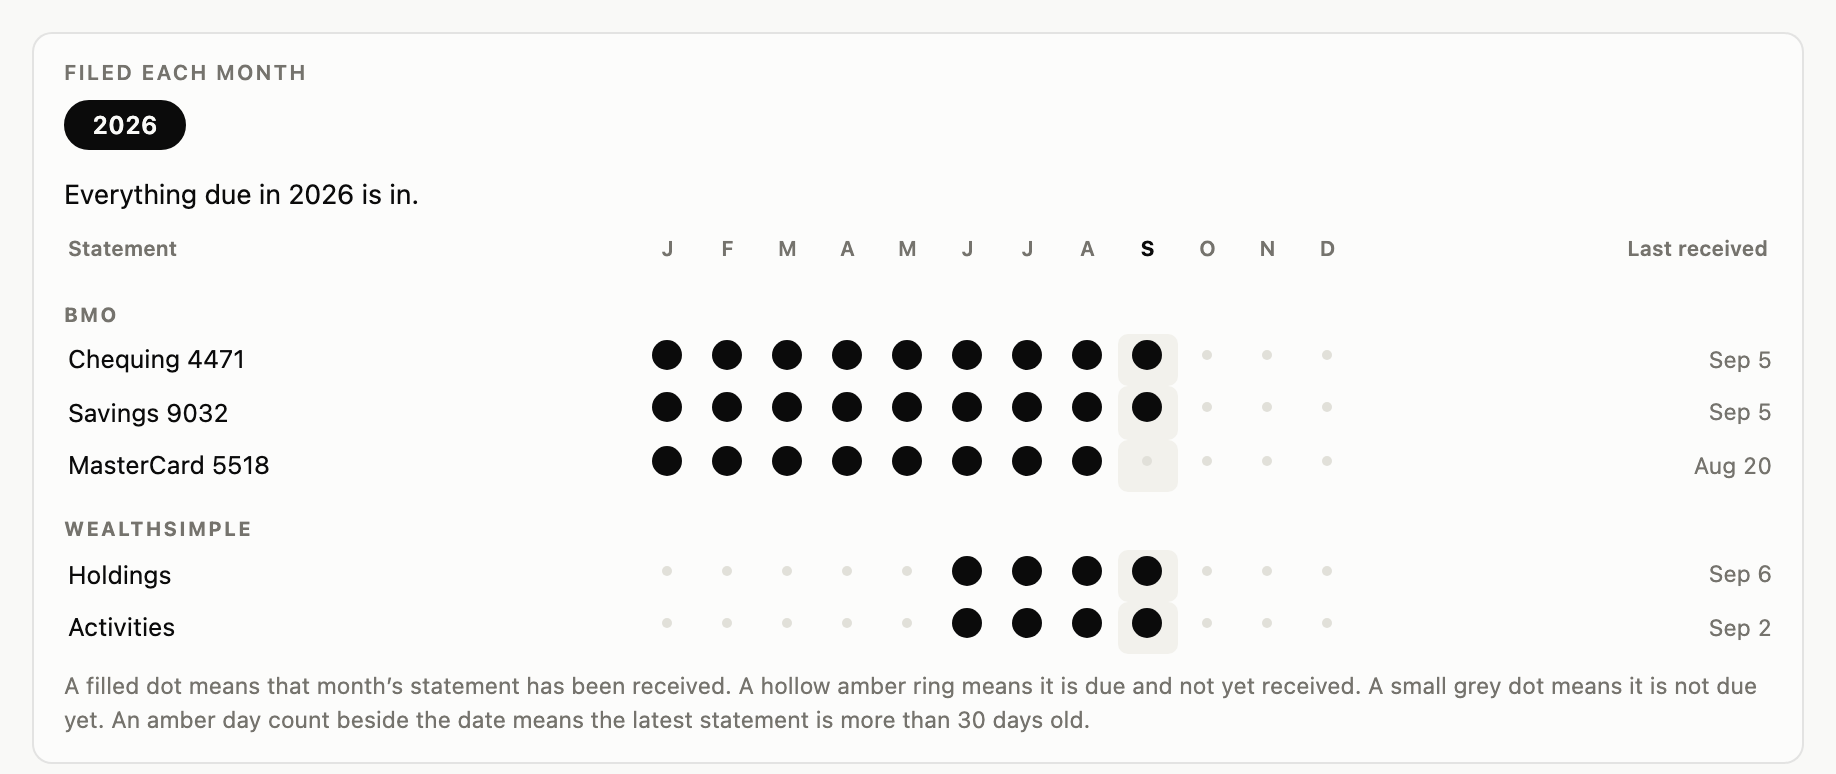 FILED EACH MONTH
2026
Everything due in 2026 is in.
Statement J F M A M J J A S O N D Last received
BMO
Chequing 4471 Sep 5
Savings 9032 Sep 5
MasterCard 5518 Aug 20
WEALTHSIMPLE
Holdings Sep 6
Activities Sep 2
A filled dot means that month’s statement has been received. A hollow amber ring means it is due and not yet received. A small grey dot means it is not due
yet. An amber day count beside the date means the latest statement is more than 30 days old.